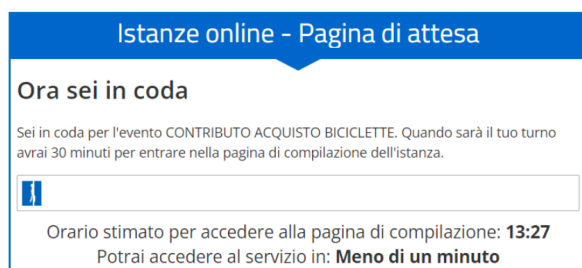 Istanze online - Pagina di attesa
Ora sei in coda
Sei in coda per l'evento CONTRIBUTO ACQUISTO BICICLETTE. Quando sarà il tuo turno
avrai 30 minuti per entrare nella pagina di compilazione dell'istanza.
Orario stimato per accedere alla pagina di compilazione: 13:27
Potrai accedere al servizio in: Meno di un minuto